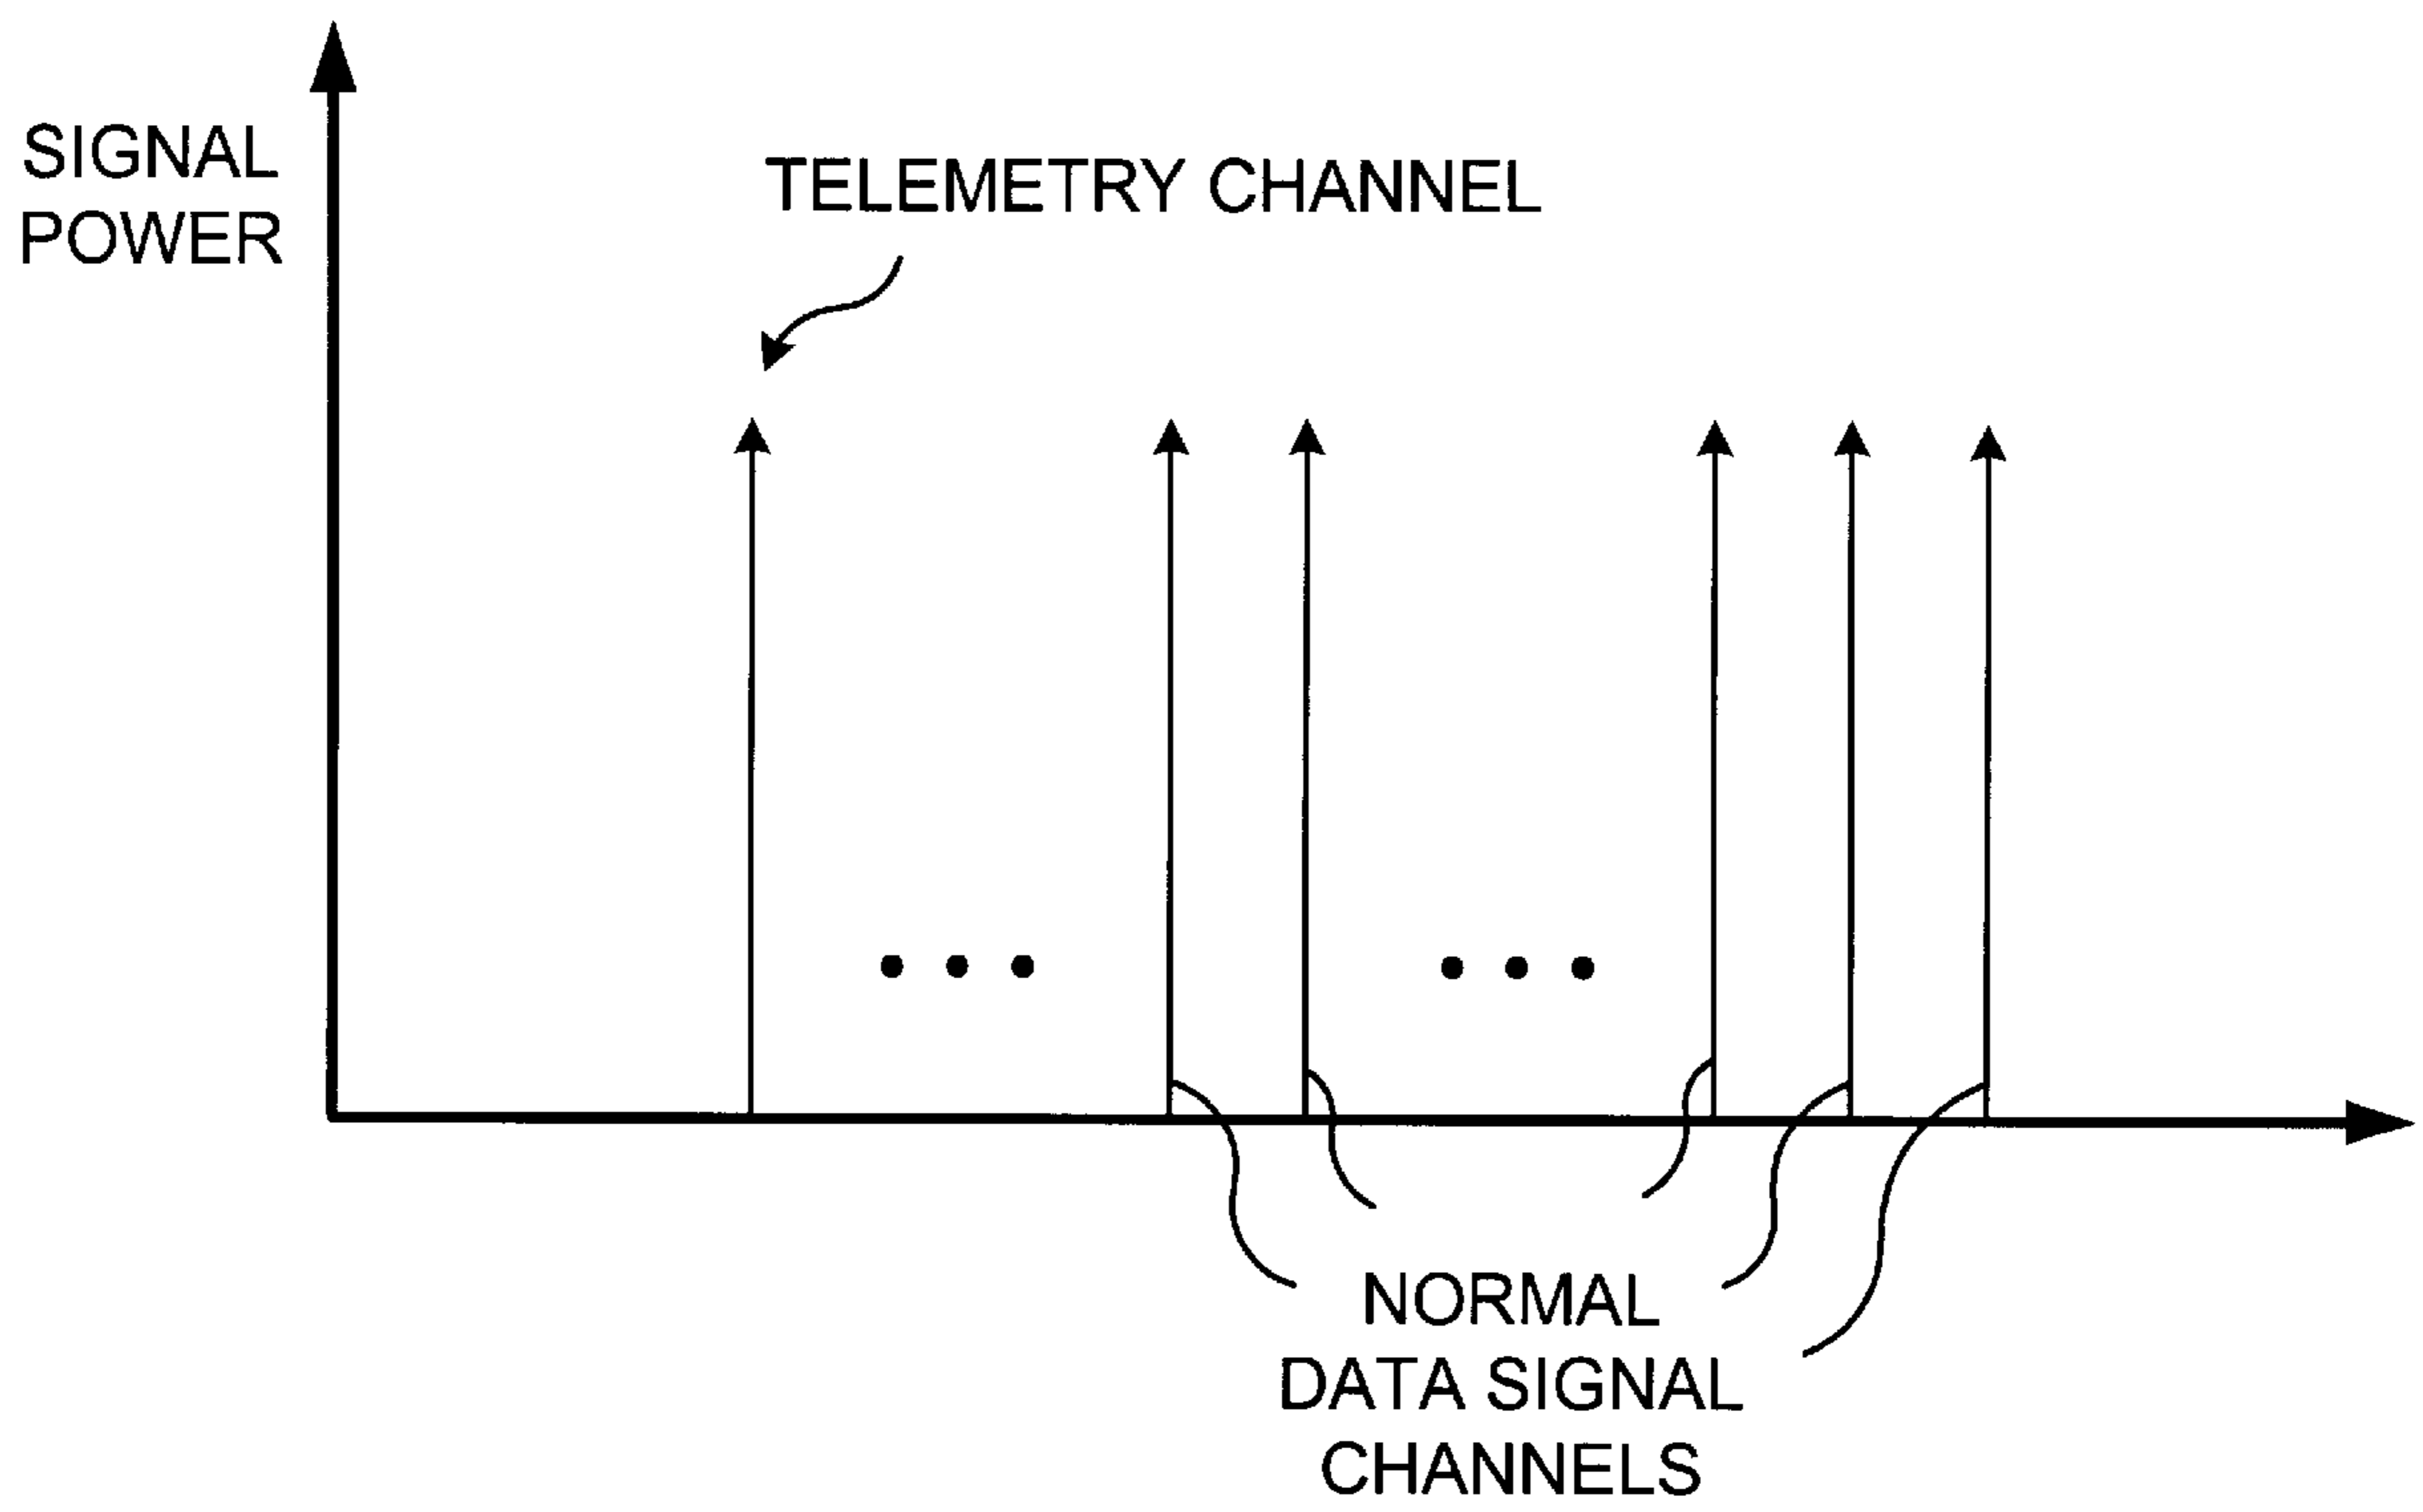 SIGNAL
POWER
TELEMETRY CHANNEL
NORMAL
DATA SIGNAL
CHANNELS